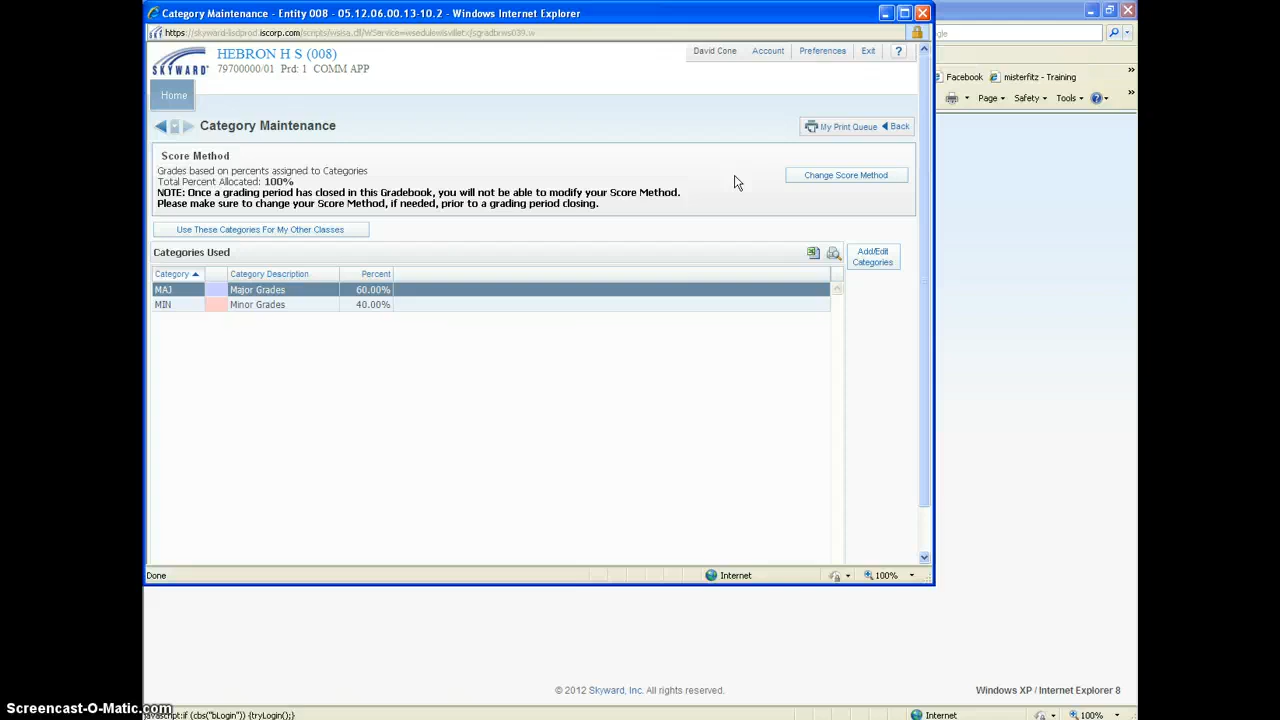 Category Maintenance - Entity 008 - 05.12.06.00.13-10.2 - Windows Internet Explorer
HEBRON H S (008)
79700000/01 Prd: 1 COMM APP
SKYWARD
David Cone Account Preferences Exit ?
Home
Facebook misterfitz - Training
Page Safety Tools
Category Maintenance
My Print Queue Back
Score Method
Grades based on percents assigned to Categories
Total Percent Allocated: 100%
NOTE: Once a grading period has closed in this Gradebook, you will not be able to modify your Score Method.
Please make sure to change your Score Method, if needed, prior to a grading period closing.
Change Score Method
Use These Categories For My Other Classes
Categories Used
Add/Edit
Categories
Category Category Description Percent
MAJ Major Grades 60.00%
MIN Minor Grades 40.00%
Done Internet 100%
© 2012 Skyward, Inc. All rights reserved.
Windows XP / Internet Explorer 8
Screencast-O-Matic.com
javascript:if (cbs("bLogin")) {tryLogin();}
Internet 100%